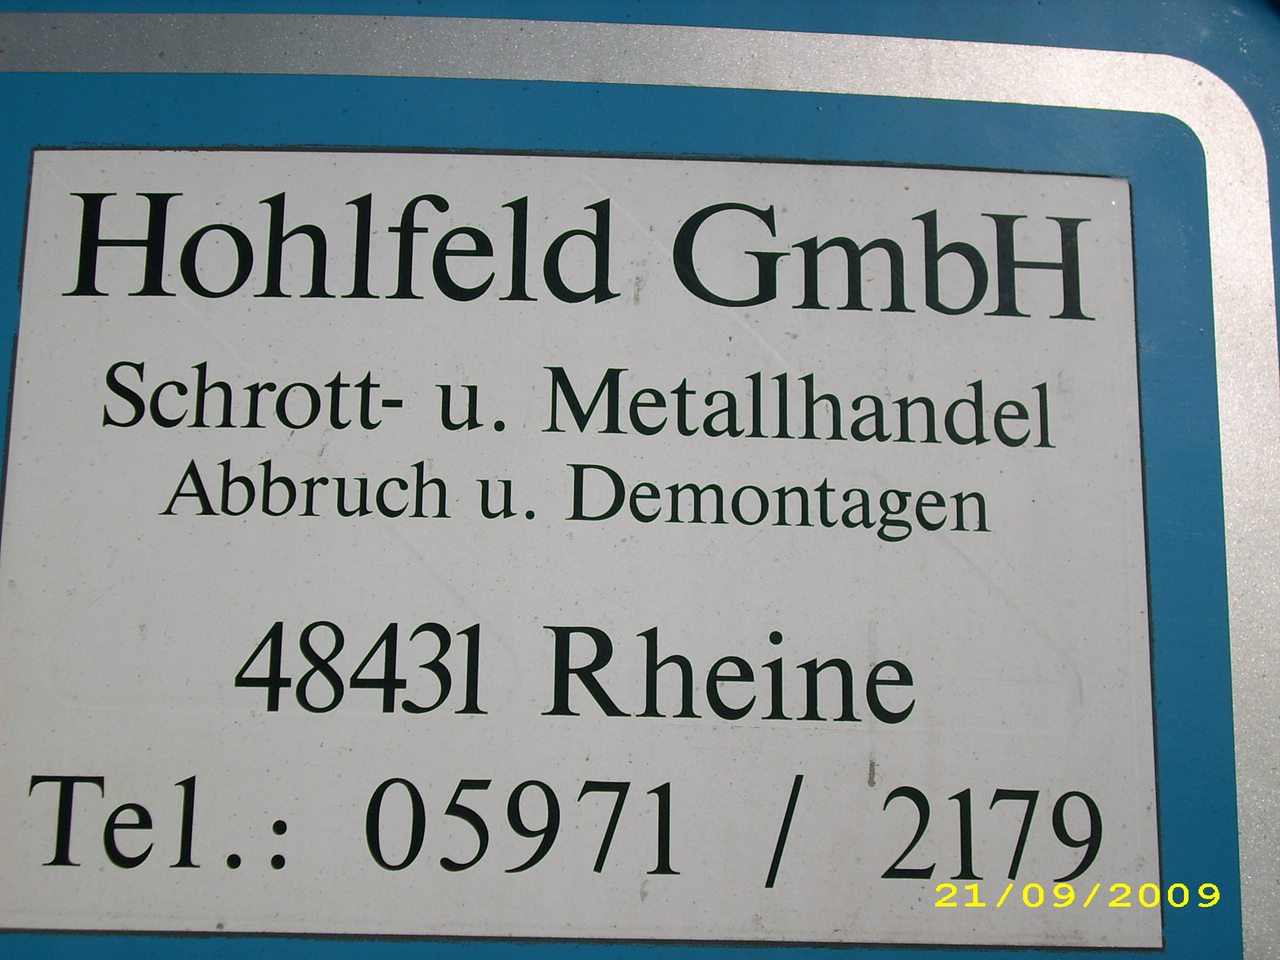 Hohlfeld GmbH
Schrott- u. Metallhandel
Abbruch u. Demontagen
48431 Rheine
Tel.: 05971 / 2179
21/09/2009